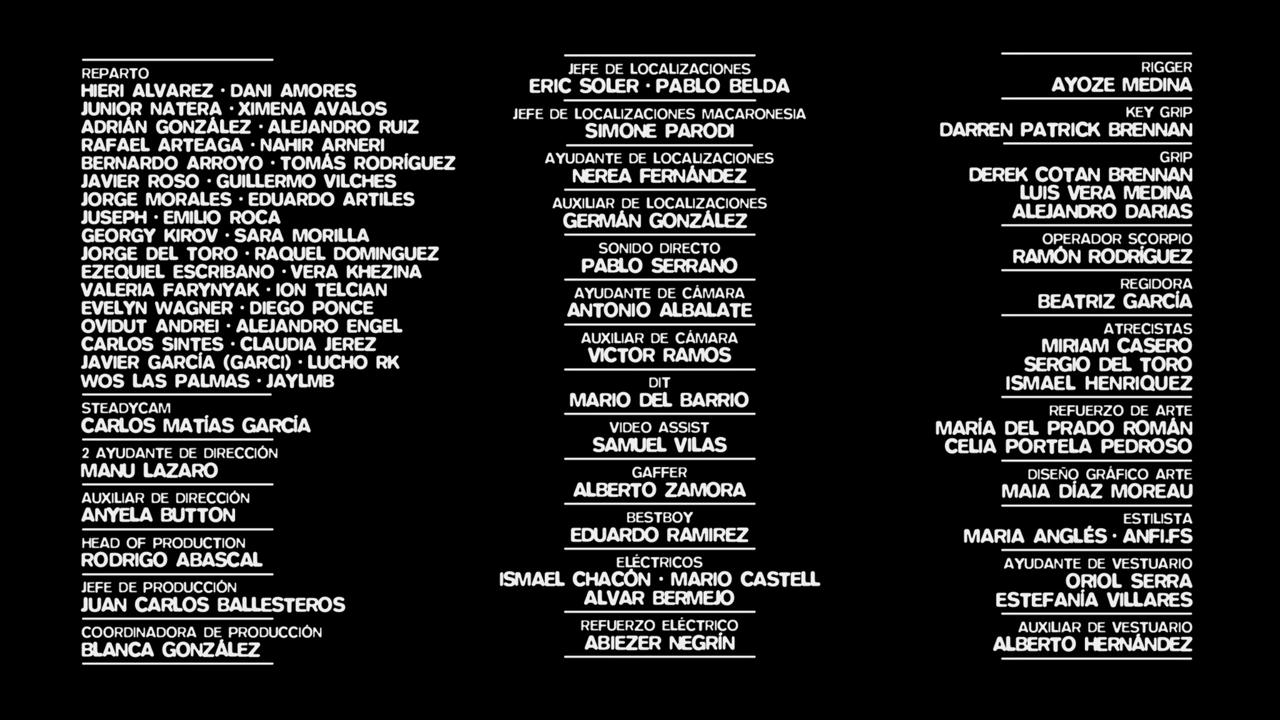 REPARTO
HIERI ALVAREZ · DANI AMORES
JUNIOR NATERA · XIMENA AVALOS
ADRIÁN GONZÁLEZ · ALEJANDRO RUIZ
RAFAEL ARTEAGA · NAHIR ARNERI
BERNARDO ARROYO · TOMÁS RODRÍGUEZ
JAVIER ROSO · GUILLERMO VILCHES
JORGE MORALES · EDUARDO ARTILES
JUSEPH · EMILIO ROCA
GEORGY KIROV · SARA MORILLA
JORGE DEL TORO · RAQUEL DOMINGUEZ
EZEQUIEL ESCRIBANO · VERA KHEZINA
VALERIA FARYNYAK · ION TELCIAN
EVELYN WAGNER · DIEGO PONCE
OVIDUT ANDREI · ALEJANDRO ENGEL
CARLOS SINTES · CLAUDIA JEREZ
JAVIER GARCÍA (GARCI) · LUCHO RK
WOS LAS PALMAS · JAYLMB
STEADYCAM
CARLOS MATÍAS GARCÍA
2 AYUDANTE DE DIRECCIÓN
MANU LAZARO
AUXILIAR DE DIRECCIÓN
ANYELA BUTTON
HEAD OF PRODUCTION
RODRIGO ABASCAL
JEFE DE PRODUCCIÓN
JUAN CARLOS BALLESTEROS
COORDINADORA DE PRODUCCIÓN
BLANCA GONZÁLEZ
JEFE DE LOCALIZACIONES
ERIC SOLER · PABLO BELDA
JEFE DE LOCALIZACIONES MACARONESIA
SIMONE PARODI
AYUDANTE DE LOCALIZACIONES
NEREA FERNÁNDEZ
AUXILIAR DE LOCALIZACIONES
GERMÁN GONZÁLEZ
SONIDO DIRECTO
PABLO SERRANO
AYUDANTE DE CÁMARA
ANTONIO ALBALATE
AUXILIAR DE CÁMARA
VICTOR RAMOS
DIT
MARIO DEL BARRIO
VIDEO ASSIST
SAMUEL VILAS
GAFFER
ALBERTO ZAMORA
BESTBOY
EDUARDO RAMIREZ
ELÉCTRICOS
ISMAEL CHACÓN · MARIO CASTELL
ALVAR BERMEJO
REFUERZO ELÉCTRICO
ABIEZER NEGRÍN
RIGGER
AYOZE MEDINA
KEY GRIP
DARREN PATRICK BRENNAN
GRIP
DEREK COTAN BRENNAN
LUIS VERA MEDINA
ALEJANDRO DARIAS
OPERADOR SCORPIO
RAMÓN RODRÍGUEZ
REGIDORA
BEATRIZ GARCÍA
ATRECISTAS
MIRIAM CASERO
SERGIO DEL TORO
ISMAEL HENRIQUEZ
REFUERZO DE ARTE
MARÍA DEL PRADO ROMÁN
CELIA PORTELA PEDROSO
DISEÑO GRÁFICO ARTE
MAIA DÍAZ MOREAU
ESTILISTA
MARIA ANGLÉS · ANFI.FS
AYUDANTE DE VESTUARIO
ORIOL SERRA
ESTEFANÍA VILLARES
AUXILIAR DE VESTUARIO
ALBERTO HERNÁNDEZ